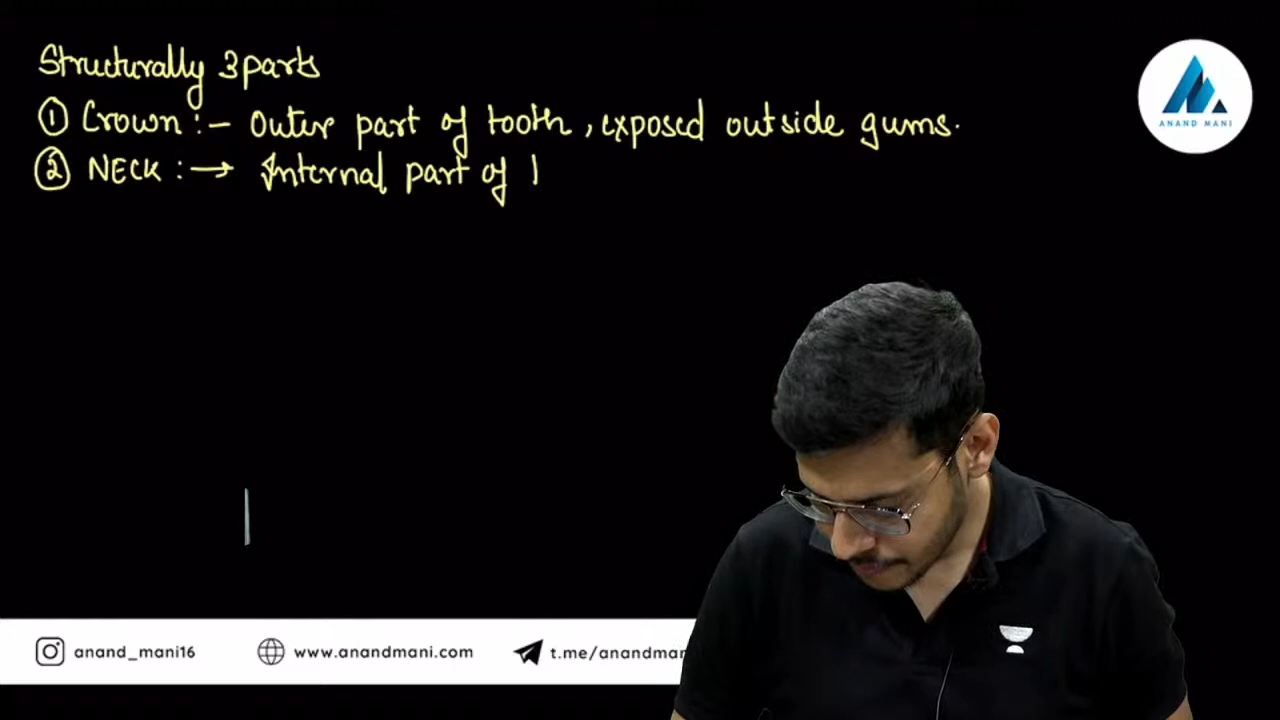 Structurally 3 parts
① Crown :- Outer part of tooth, exposed outside gums.
② NECK :→ Internal part of
ANAND MANI
anand_mani16
www.anandmani.com
t.me/anandmar